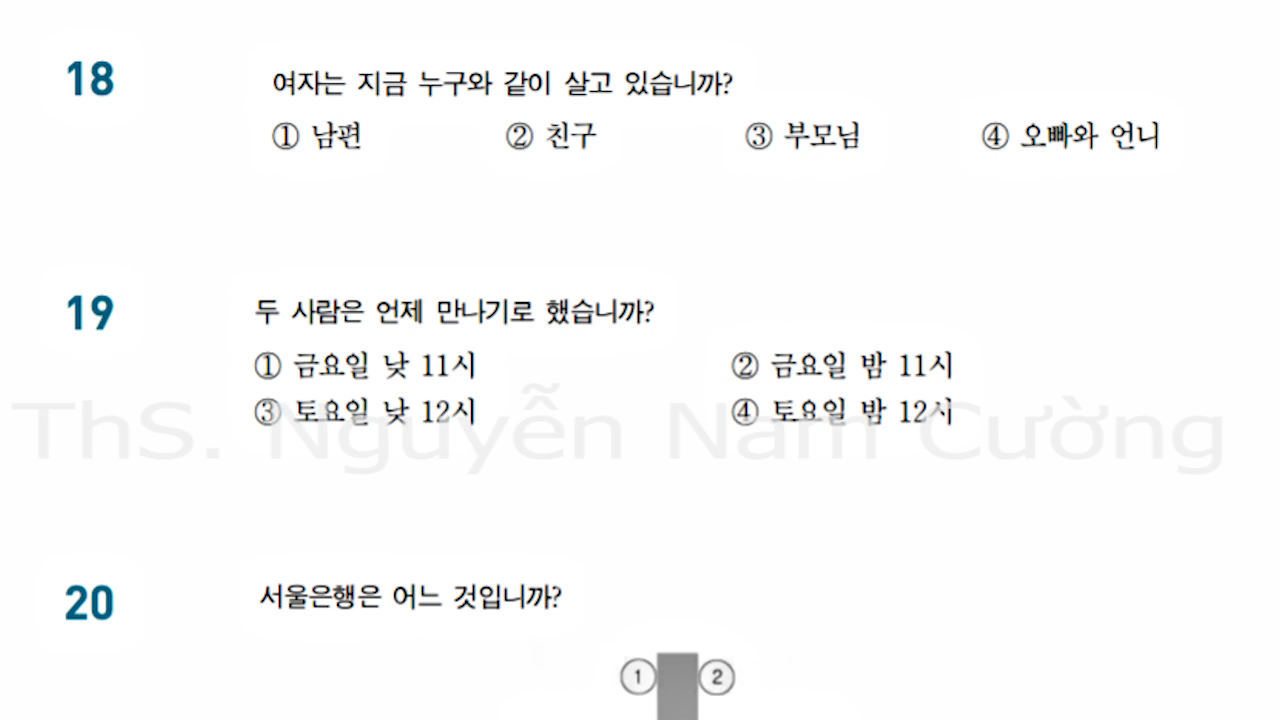 18 여자는 지금 누구와 같이 살고 있습니까?
① 남편 ② 친구 ③ 부모님 ④ 오빠와 언니
19 두 사람은 언제 만나기로 했습니까?
① 금요일 낮 11시 ② 금요일 밤 11시
③ 토요일 낮 12시 ④ 토요일 밤 12시
ThS. Nguyễn Nam Cường
20 서울은행은 어느 것입니까?
1 2